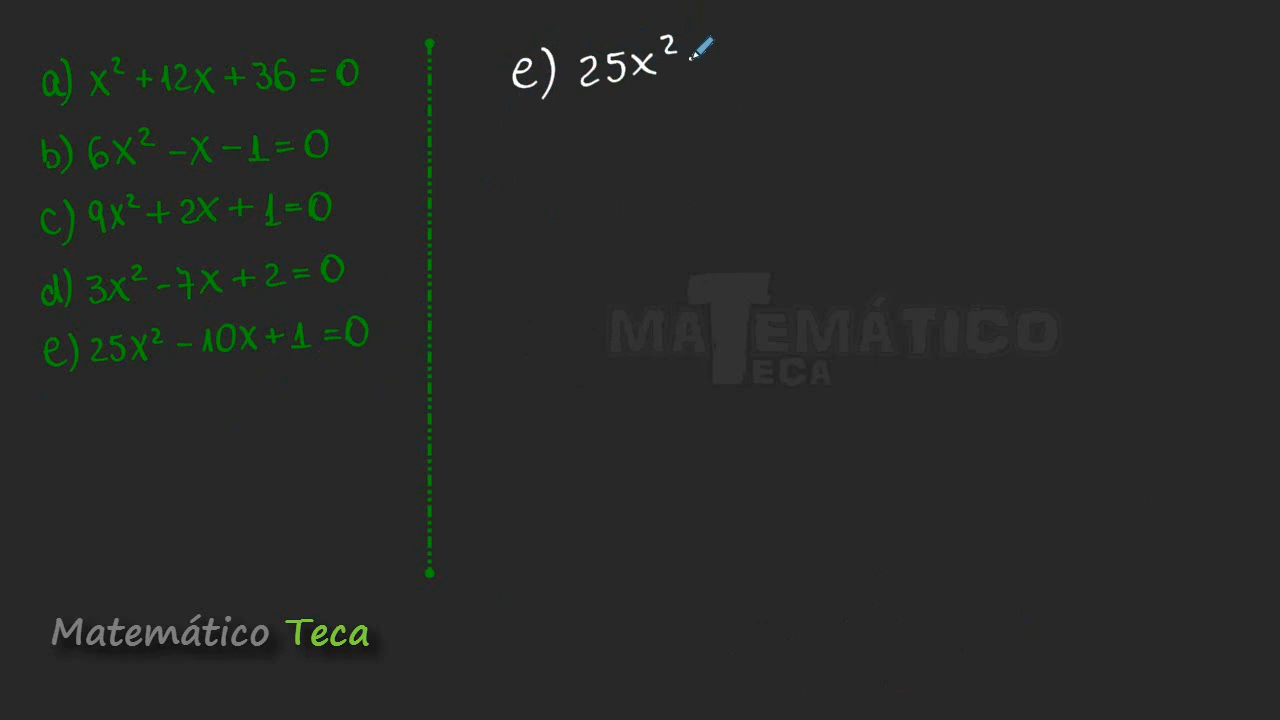 a) x² + 12x + 36 = 0
b) 6x² - x - 1 = 0
c) 9x² + 2x + 1 = 0
d) 3x² - 7x + 2 = 0
e) 25x² - 10x + 1 = 0
e) 25x²
MATEMÁTICO
TECA
Matemático Teca